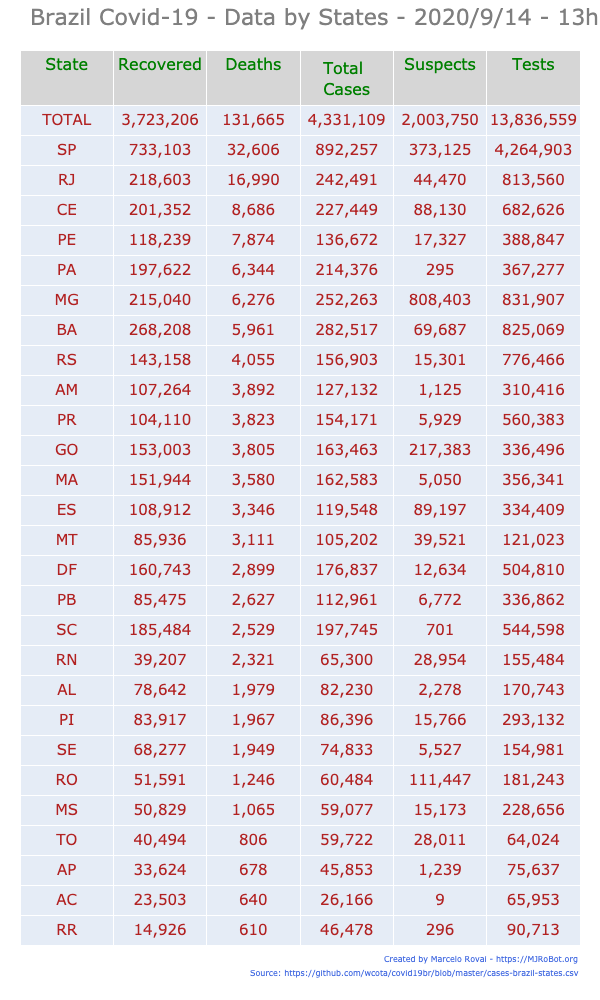 Brazil Covid-19 - Data by States - 2020/9/14 - 13h
State Recovered Deaths Total Cases Suspects Tests
TOTAL 3,723,206 131,665 4,331,109 2,003,750 13,836,559
SP 733,103 32,606 892,257 373,125 4,264,903
RJ 218,603 16,990 242,491 44,470 813,560
CE 201,352 8,686 227,449 88,130 682,626
PE 118,239 7,874 136,672 17,327 388,847
PA 197,622 6,344 214,376 295 367,277
MG 215,040 6,276 252,263 808,403 831,907
BA 268,208 5,961 282,517 69,687 825,069
RS 143,158 4,055 156,903 15,301 776,466
AM 107,264 3,892 127,132 1,125 310,416
PR 104,110 3,823 154,171 5,929 560,383
GO 153,003 3,805 163,463 217,383 336,496
MA 151,944 3,580 162,583 5,050 356,341
ES 108,912 3,346 119,548 89,197 334,409
MT 85,936 3,111 105,202 39,521 121,023
DF 160,743 2,899 176,837 12,634 504,810
PB 85,475 2,627 112,961 6,772 336,862
SC 185,484 2,529 197,745 701 544,598
RN 39,207 2,321 65,300 28,954 155,484
AL 78,642 1,979 82,230 2,278 170,743
PI 83,917 1,967 86,396 15,766 293,132
SE 68,277 1,949 74,833 5,527 154,981
RO 51,591 1,246 60,484 111,447 181,243
MS 50,829 1,065 59,077 15,173 228,656
TO 40,494 806 59,722 28,011 64,024
AP 33,624 678 45,853 1,239 75,637
AC 23,503 640 26,166 9 65,953
RR 14,926 610 46,478 296 90,713
Created by Marcelo Rovai - https://MJRoBot.org
Source: https://github.com/wcota/covid19br/blob/master/cases-brazil-states.csv